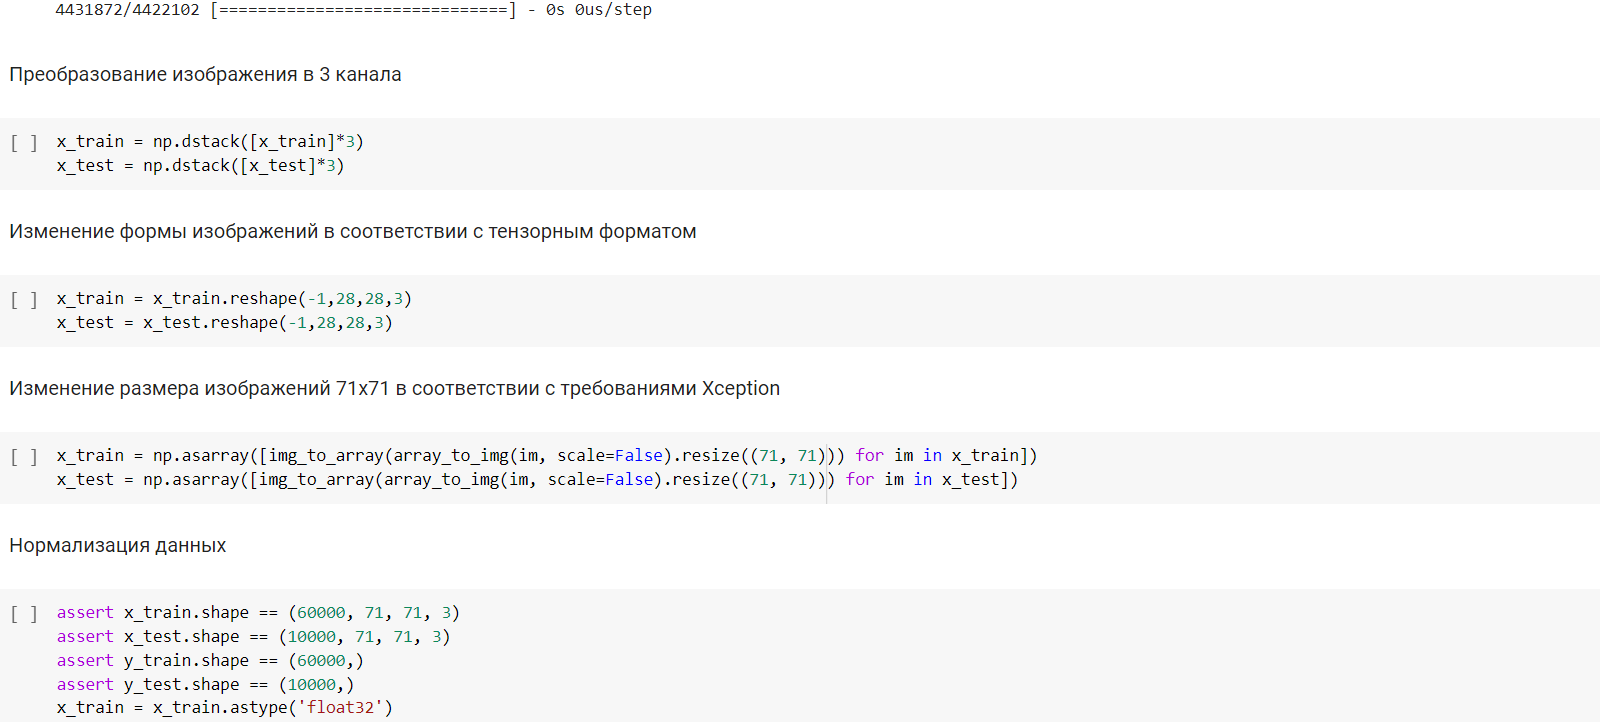 4431872/4422102 [==============================] - 0s 0us/step
Преобразование изображения в 3 канала
[ ] x_train = np.dstack([x_train]*3)
x_test = np.dstack([x_test]*3)
Изменение формы изображений в соответствии с тензорным форматом
[ ] x_train = x_train.reshape(-1,28,28,3)
x_test = x_test.reshape(-1,28,28,3)
Изменение размера изображений 71x71 в соответствии с требованиями Xception
[ ] x_train = np.asarray([img_to_array(array_to_img(im, scale=False).resize((71, 71))) for im in x_train])
x_test = np.asarray([img_to_array(array_to_img(im, scale=False).resize((71, 71))) for im in x_test])
Нормализация данных
[ ] assert x_train.shape == (60000, 71, 71, 3)
assert x_test.shape == (10000, 71, 71, 3)
assert y_train.shape == (60000,)
assert y_test.shape == (10000,)
x_train = x_train.astype('float32')